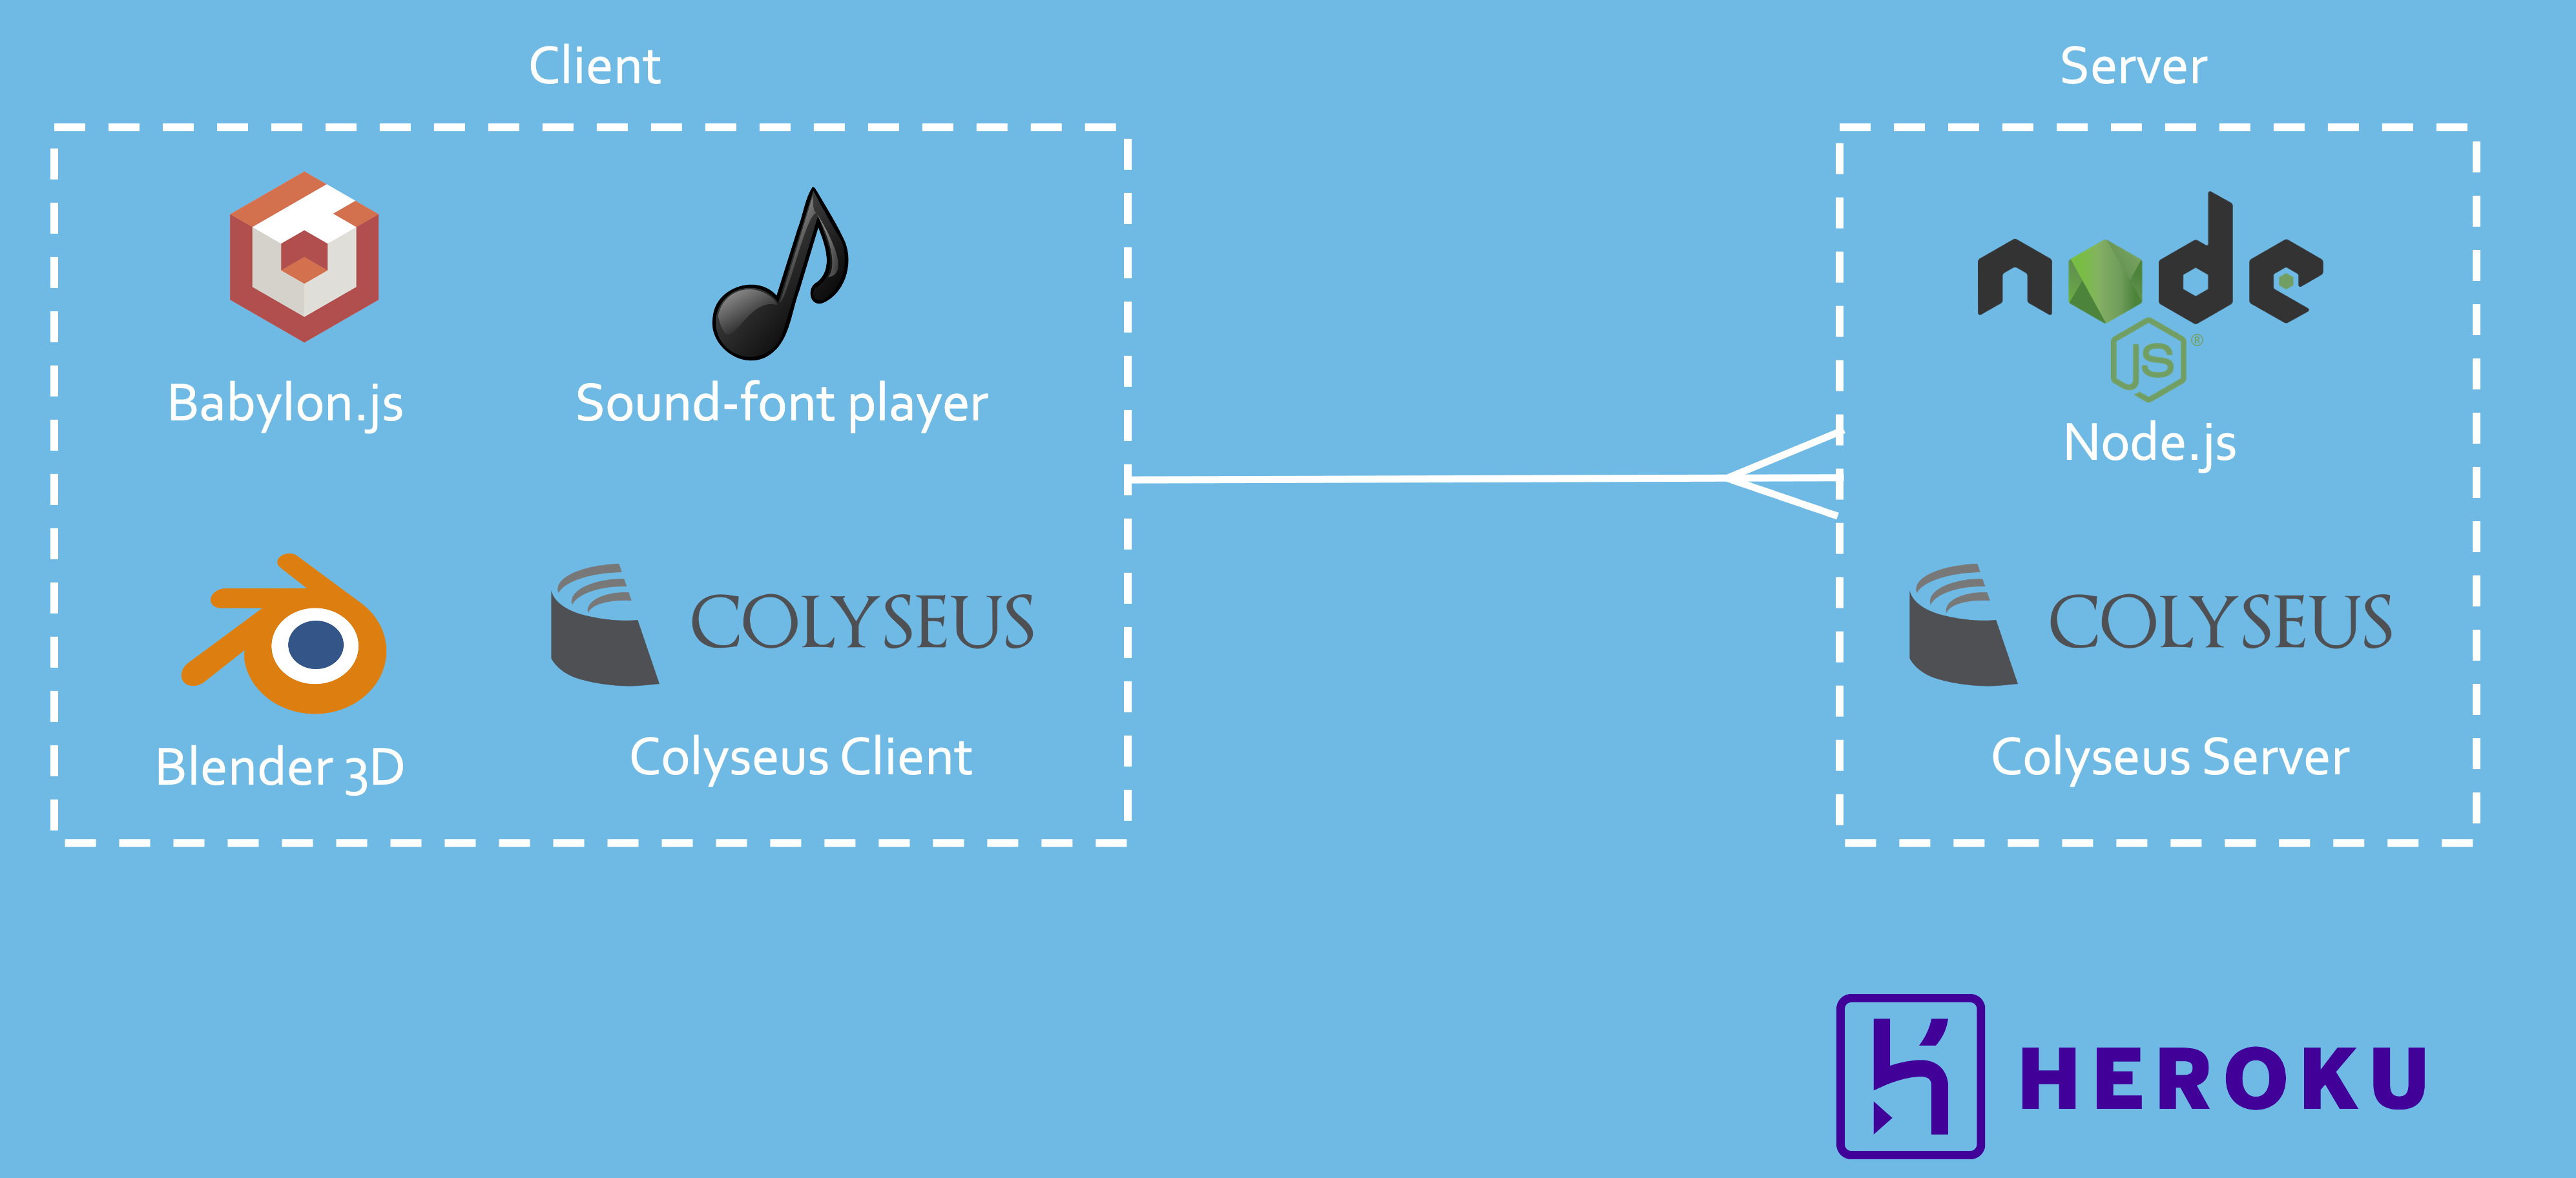 Client
Server
Babylon.js
Sound-font player
node
JS ®
Node.js
COLYSEUS
COLYSEUS
Blender 3D
Colyseus Client
Colyseus Server
HEROKU